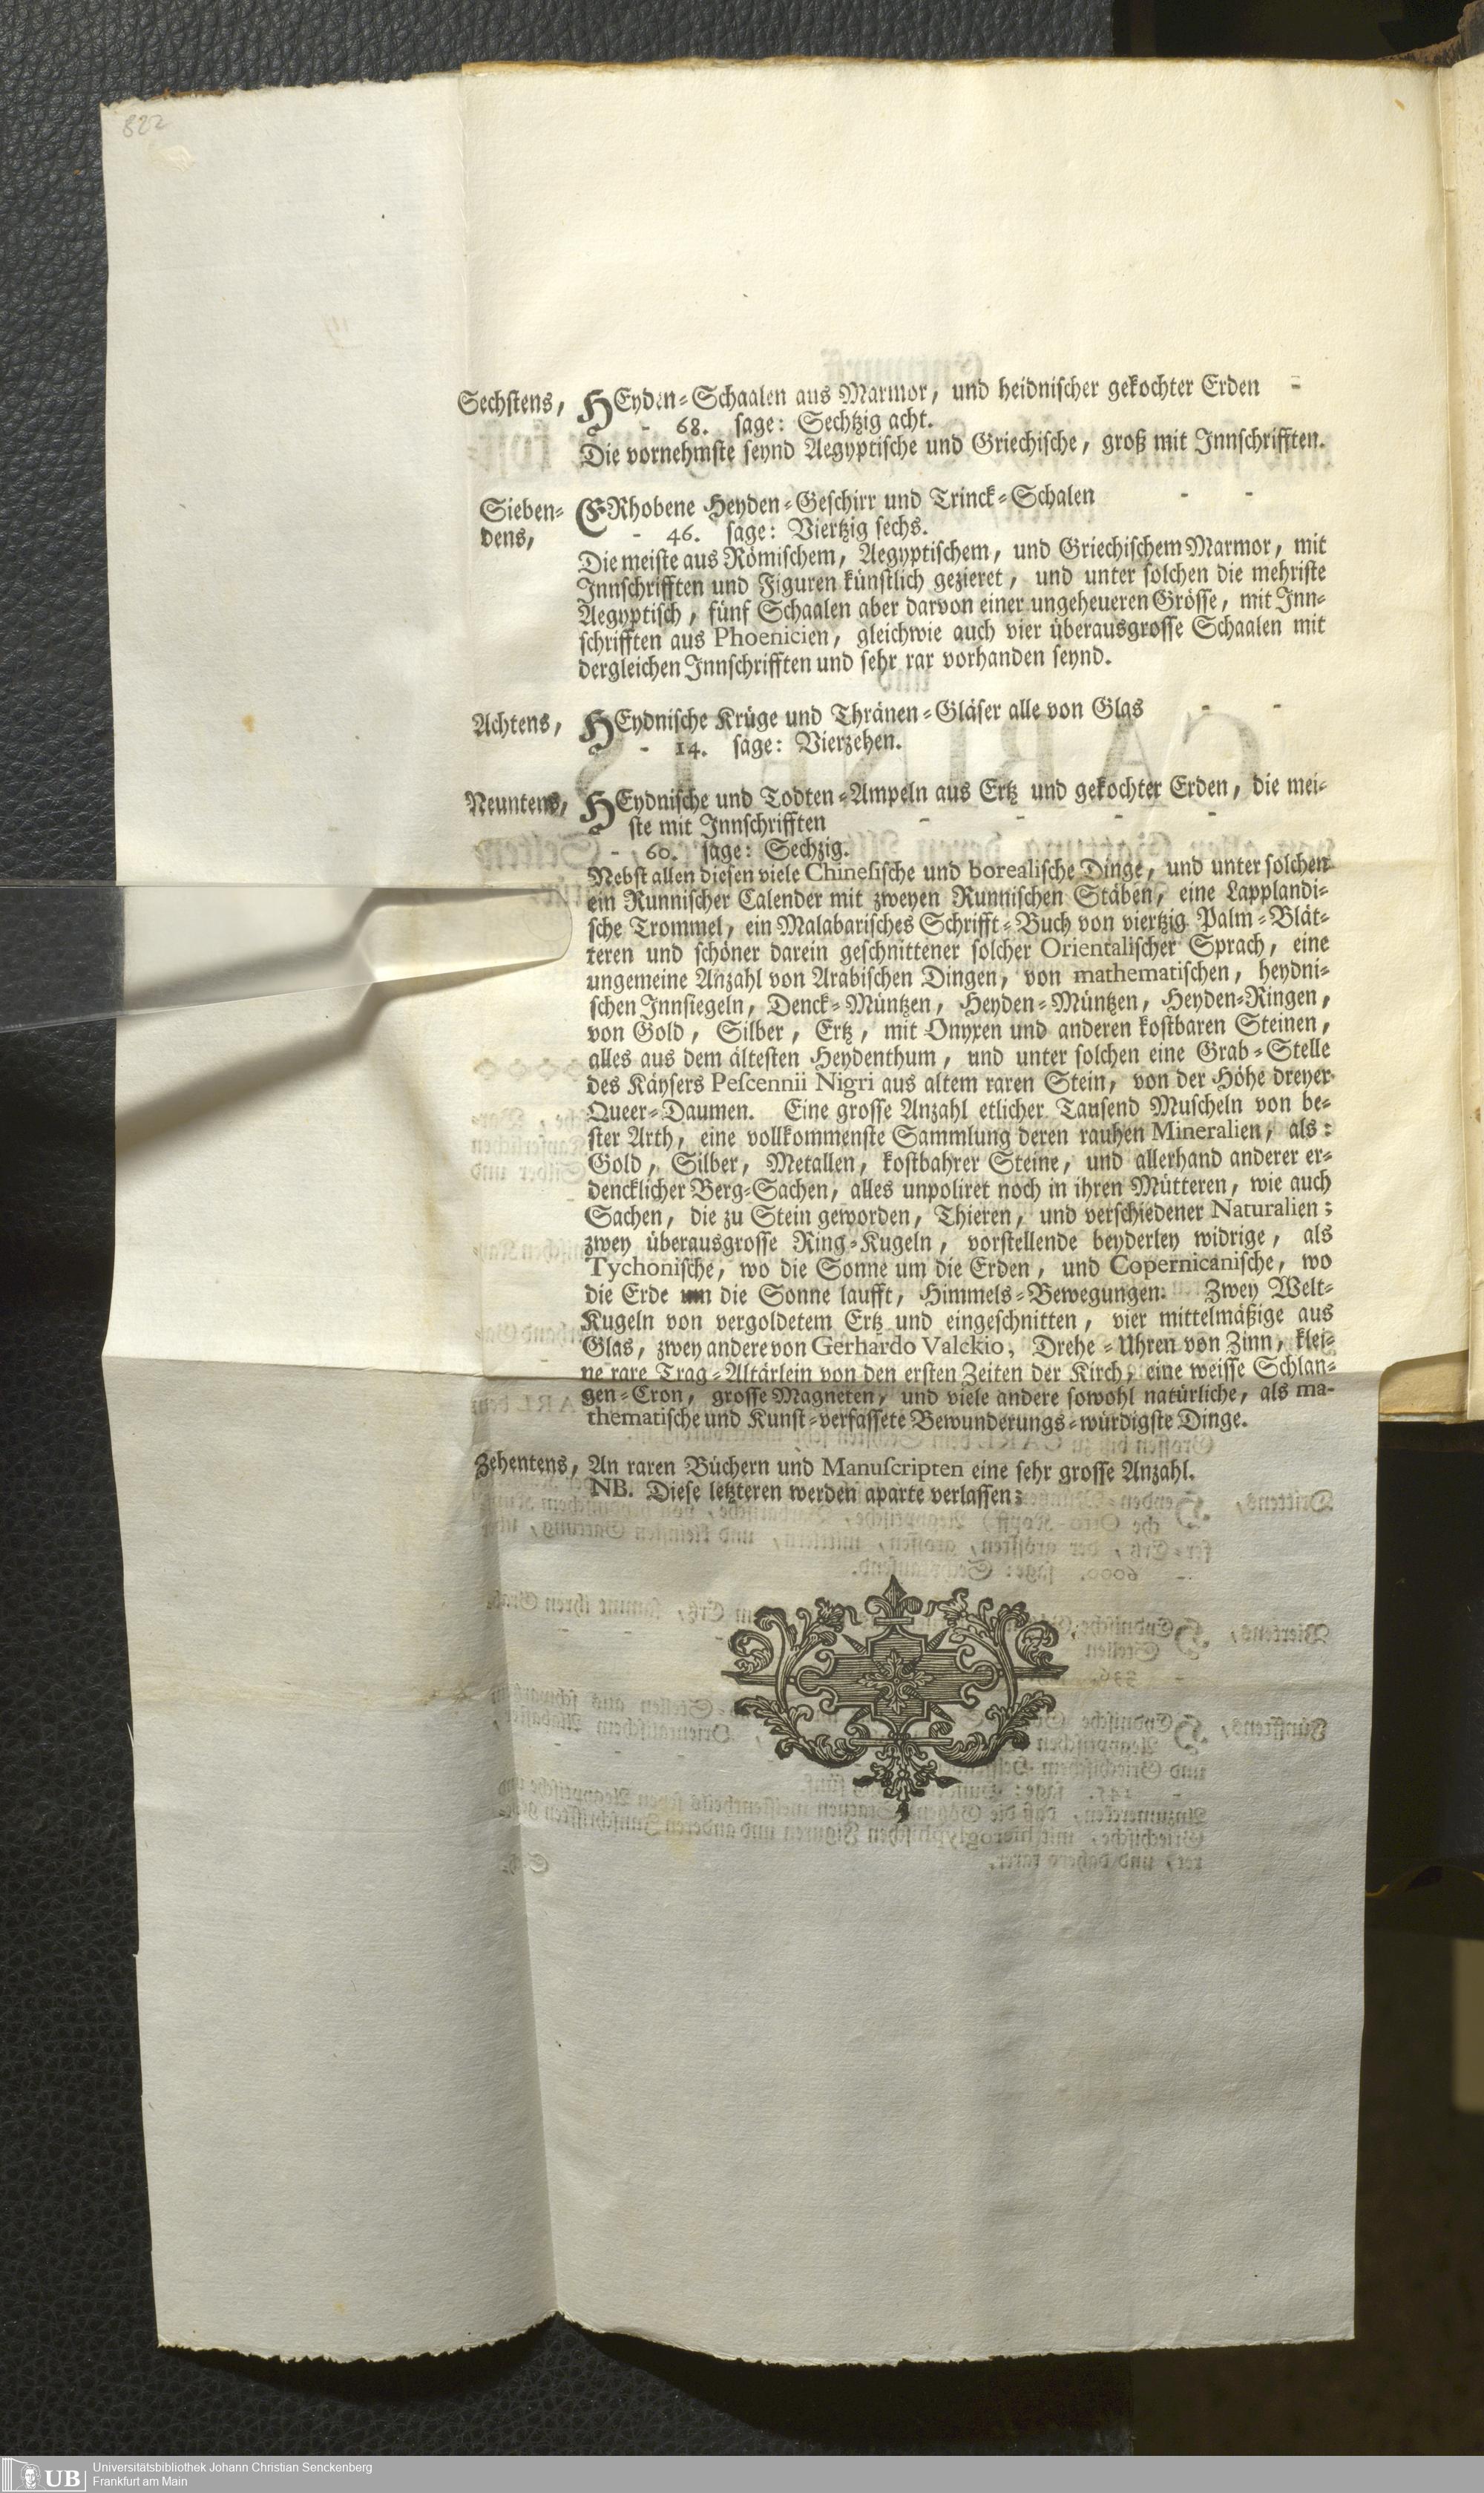 822
Sechstens, HEyden-Schaalen aus Marmor, und heidnischer gekochter Erden -
- 68. sage: Sechtzig acht.
Die vornehmste seynd Aegyptische und Griechische, groß mit Innschrifften.
Sieben- ERhobene Heyden-Geschirr und Trinck-Schalen - -
dens, - 46. sage: Viertzig sechs.
Die meiste aus Römischem, Aegyptischem, und Griechischem Marmor, mit
Innschrifften und Figuren künstlich gezieret, und unter solchen die mehriste
Aegyptisch, fünf Schaalen aber darvon einer ungeheueren Grösse, mit Inn-
schrifften aus Phoenicien, gleichwie auch vier überausgrosse Schaalen mit
dergleichen Innschrifften und sehr rar vorhanden seynd.
Achtens, HEydnische Krüge und Thränen-Gläser alle von Glas - -
- 14. sage: Vierzehen.
Neuntens, HEydnische und Todten-Ampeln aus Ertz und gekochter Erden, die mei-
ste mit Innschrifften - - - -
- 60. sage: Sechzig.
Nebst allen diesen viele Chinesische und borealische Dinge, und unter solchen
ein Runnischer Calender mit zweyen Runnischen Stäben, eine Lapplandi-
sche Trommel, ein Malabarisches Schrifft-Buch von viertzig Palm-Blät-
teren und schöner darein geschnittener solcher Orientalischer Sprach, eine
ungemeine Anzahl von Arabischen Dingen, von mathematischen, heydni-
schen Innsiegeln, Denck-Müntzen, Heyden-Müntzen, Heyden-Ringen,
von Gold, Silber, Ertz, mit Onyxen und anderen kostbaren Steinen,
alles aus dem ältesten Heydenthum, und unter solchen eine Grab-Stelle
des Käysers Pescennii Nigri aus altem raren Stein, von der Höhe dreyer
Queer-Daumen. Eine grosse Anzahl etlicher Tausend Muscheln von be-
ster Arth, eine vollkommenste Sammlung deren rauhen Mineralien, als:
Gold, Silber, Metallen, kostbahrer Steine, und allerhand anderer er-
dencklicher Berg-Sachen, alles unpoliret noch in ihren Mütteren, wie auch
Sachen, die zu Stein geworden, Thieren, und verschiedener Naturalien;
zwey überausgrosse Ring-Kugeln, vorstellende beyderley widrige, als
Tychonische, wo die Sonne um die Erden, und Copernicanische, wo
die Erde um die Sonne laufft, Himmels-Bewegungen. Zwey Welt-
Kugeln von vergoldetem Ertz und eingeschnitten, vier mittelmäßige aus
Glas, zwey andere von Gerhardo Valckio, Drehe-Uhren von Zinn, klei-
ne rare Trag-Altärlein von den ersten Zeiten der Kirch, eine weisse Schlan-
gen-Cron, grosse Magneten, und viele andere sowohl natürliche, als ma-
thematische und Kunst-verfassete Bewunderungs-würdigste Dinge.
Zehentens, An raren Büchern und Manuscripten eine sehr grosse Anzahl.
NB. Diese letzteren werden aparte verlassen:
UB Universitätsbibliothek Johann Christian Senckenberg
Frankfurt am Main